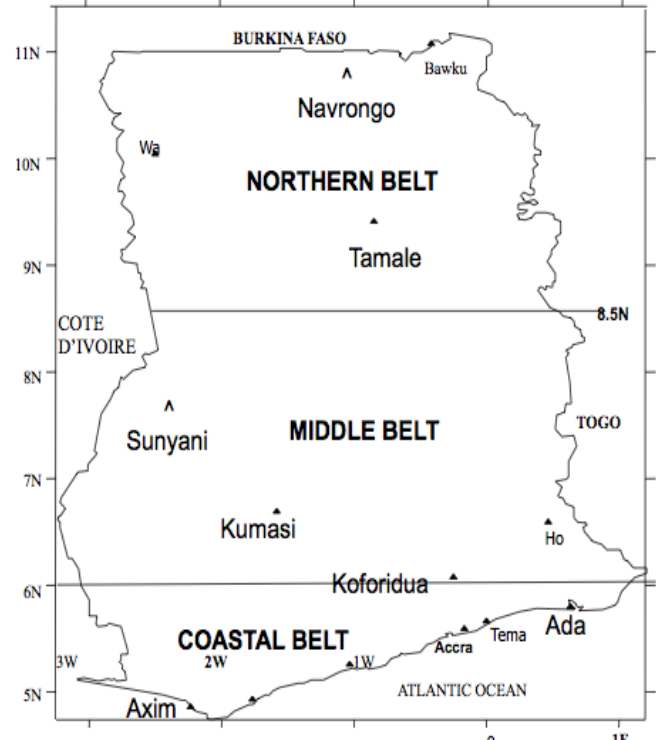 BURKINA FASO
11N
Bawku
Navrongo
Wa
10N
NORTHERN BELT
Tamale
9N
8.5N
COTE
D'IVOIRE
8N
Sunyani
MIDDLE BELT
TOGO
7N
Kumasi
Ho
6N
Koforidua
Ada
Tema
COASTAL BELT
Accra
3W
2W
1W
5N
ATLANTIC OCEAN
Axim
0
1E